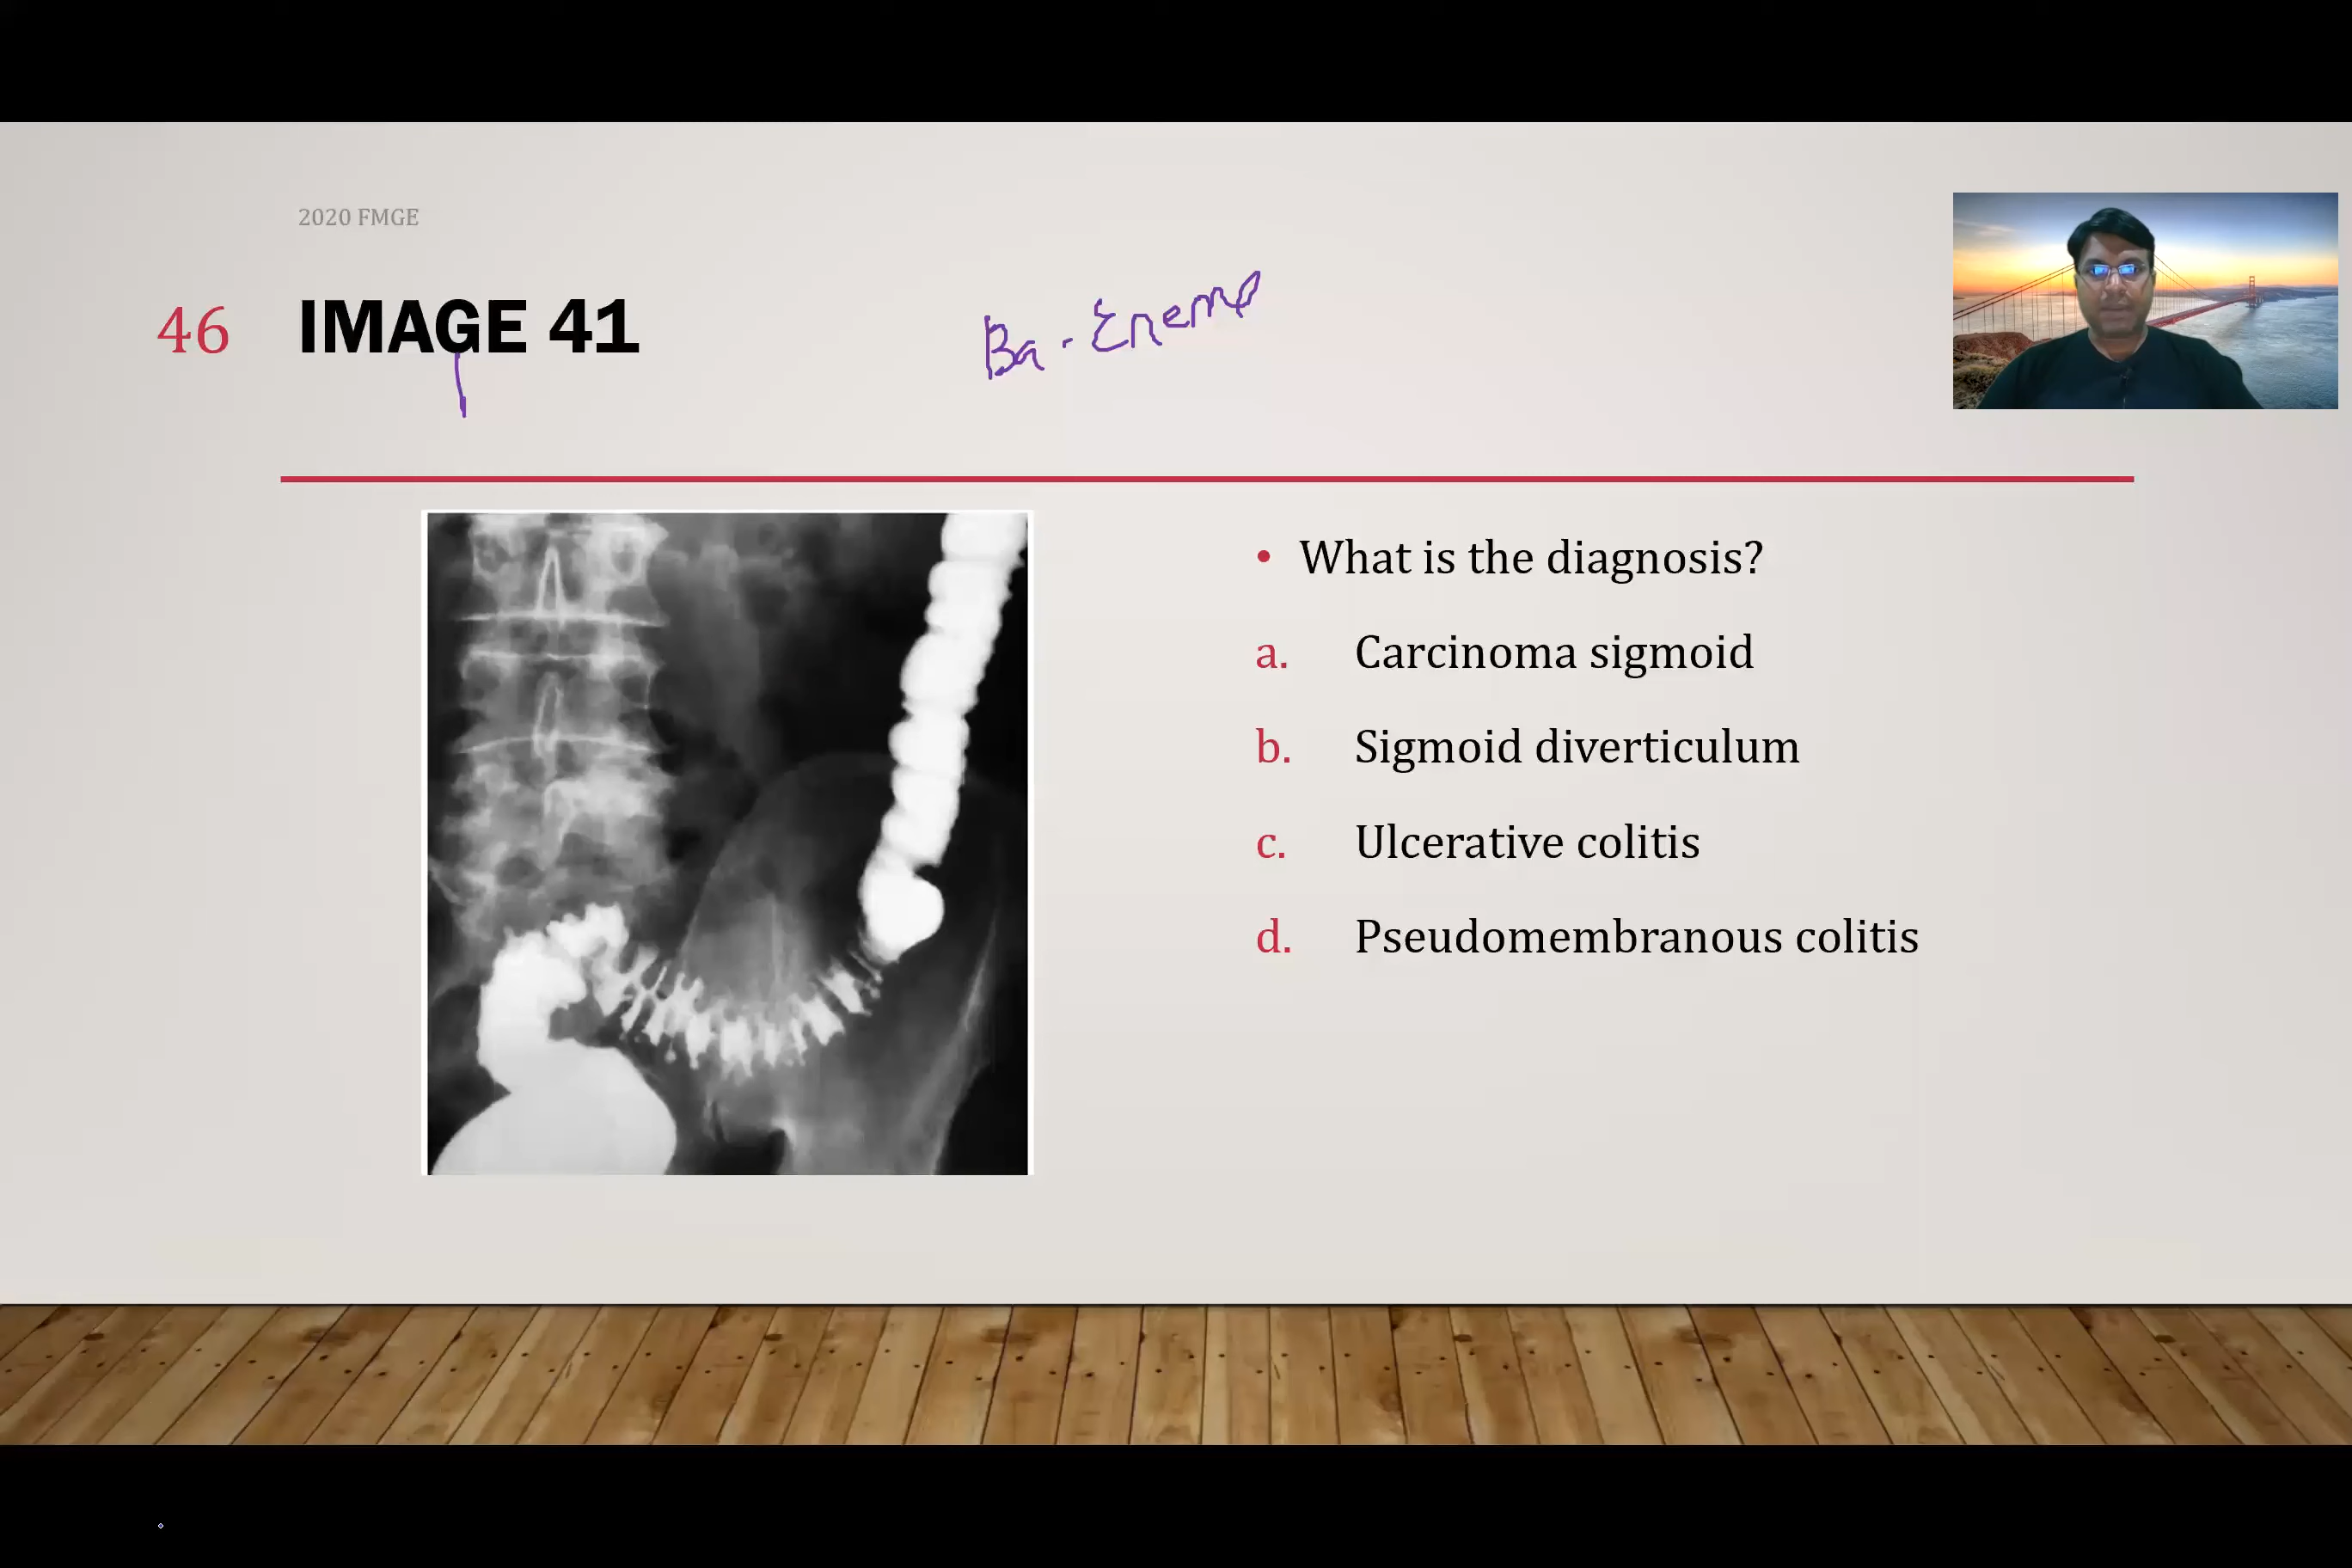 2020 FMGE
46 IMAGE 41
Ba - Enema
• What is the diagnosis?
a. Carcinoma sigmoid
b. Sigmoid diverticulum
c. Ulcerative colitis
d. Pseudomembranous colitis